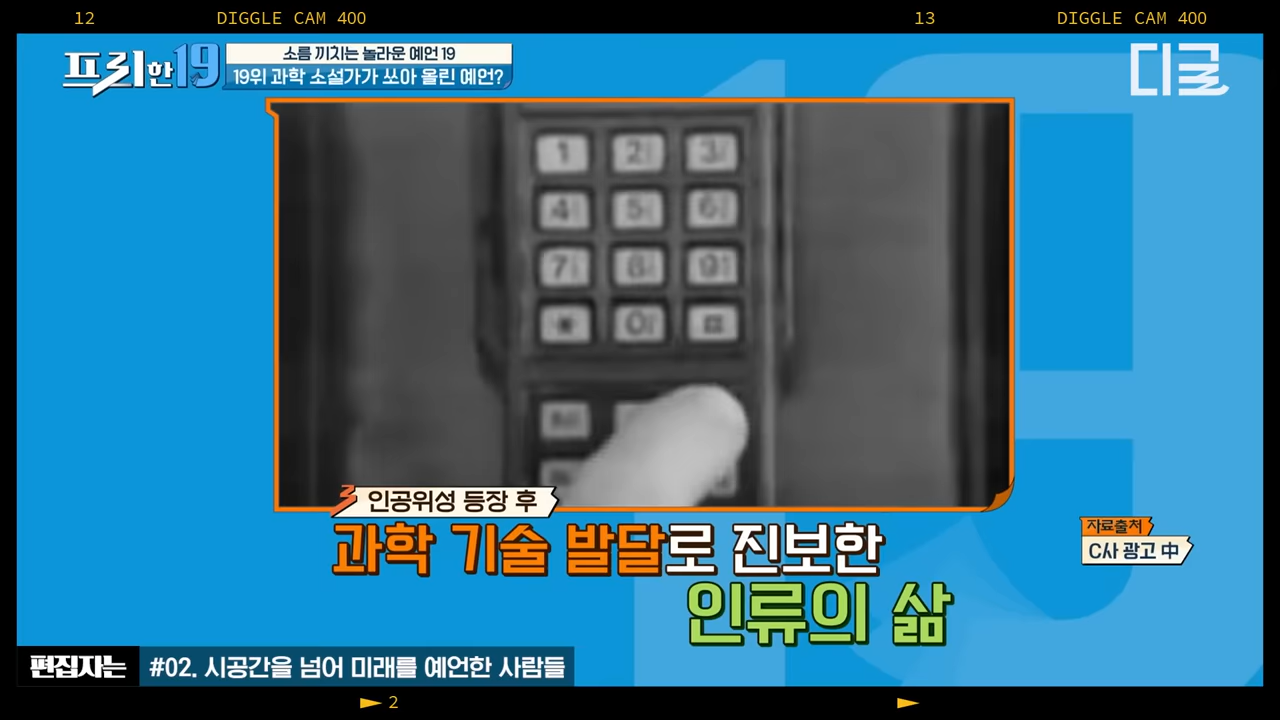 12
DIGGLE CAM 400
13
DIGGLE CAM 400
프리한19
소름 끼치는 놀라운 예언 19
19위 과학 소설가가 쏘아 올린 예언?
디글
1 2 3
4 5 6
7 8 9
* 0
인공위성 등장 후
과학 기술 발달로 진보한
인류의 삶
자료출처
C사 광고 中
편집자는
#02. 시공간을 넘어 미래를 예언한 사람들
2